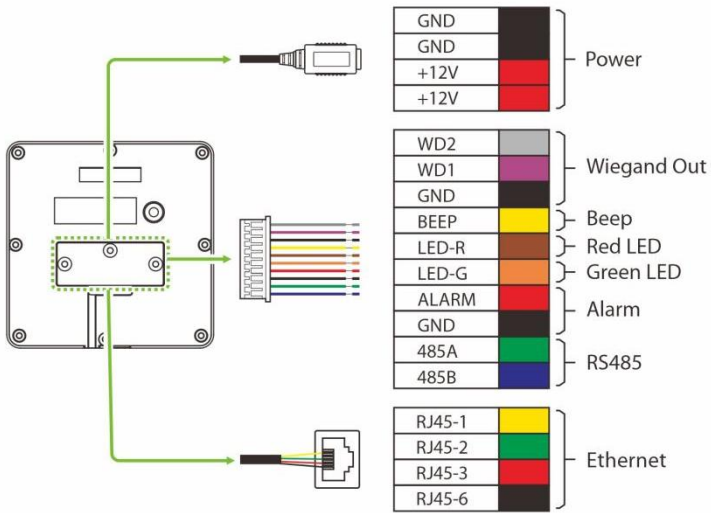 GND
GND
+12V
+12V
Power
WD2
WD1
GND
Wiegand Out
BEEP
Beep
LED-R
Red LED
LED-G
Green LED
ALARM
GND
Alarm
485A
485B
RS485
RJ45-1
RJ45-2
RJ45-3
RJ45-6
Ethernet